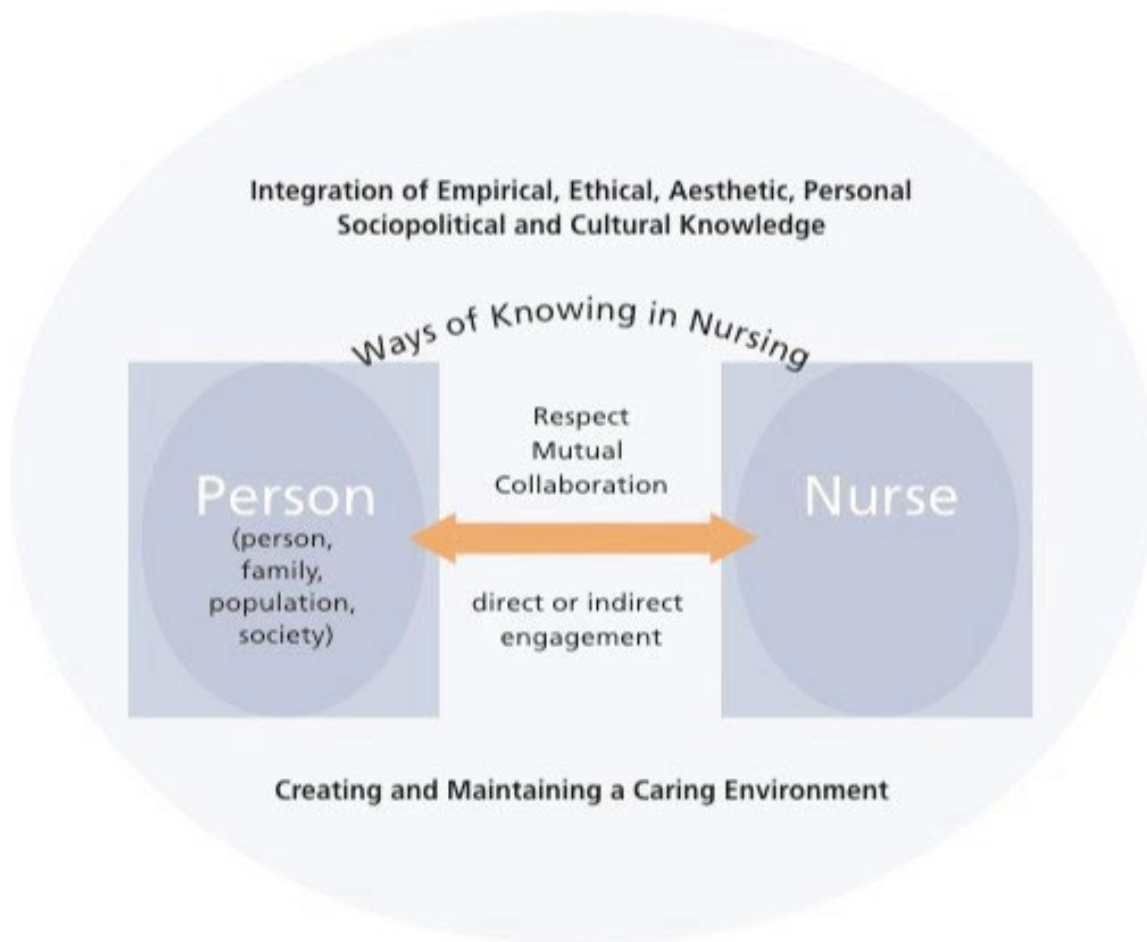 Integration of Empirical, Ethical, Aesthetic, Personal
Sociopolitical and Cultural Knowledge
Ways of Knowing in Nursing
Respect
Mutual
Collaboration
Person
(person,
family,
population,
society)
Nurse
direct or indirect
engagement
Creating and Maintaining a Caring Environment